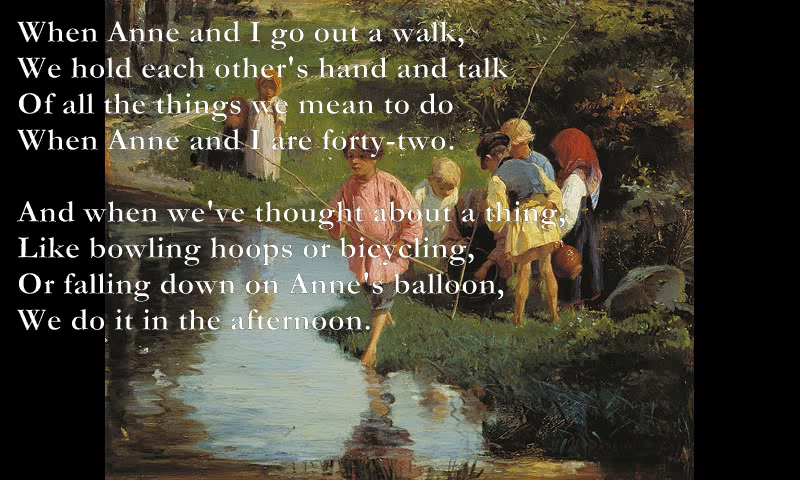 When Anne and I go out a walk,
We hold each other's hand and talk
Of all the things we mean to do
When Anne and I are forty-two.
And when we've thought about a thing,
Like bowling hoops or bicycling,
Or falling down on Anne's balloon,
We do it in the afternoon.